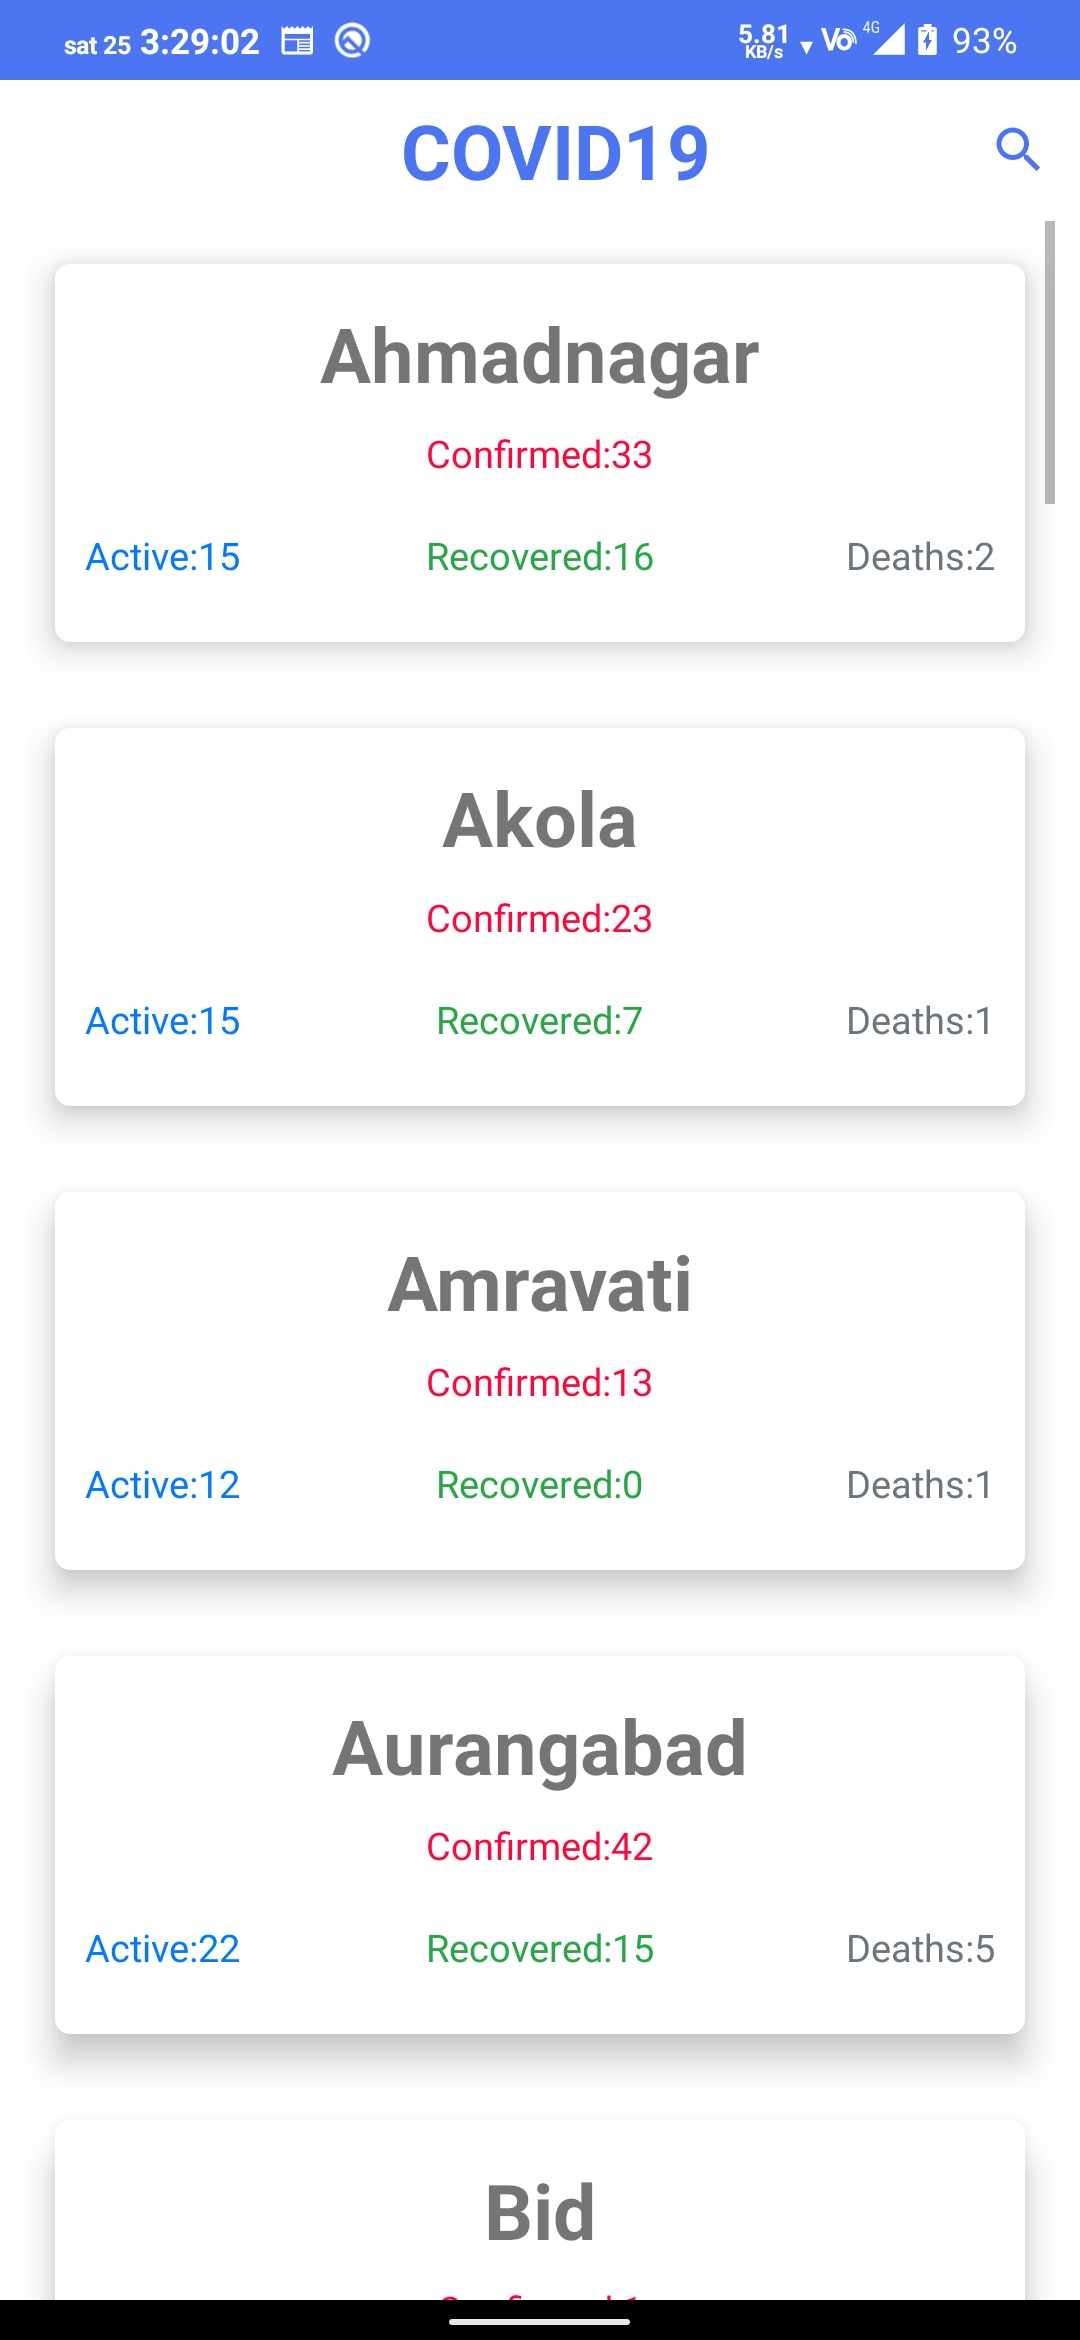 sat 25 3:29:02 5.81 KB/s Vo 4G 93%
COVID19
Ahmadnagar
Confirmed:33
Active:15 Recovered:16 Deaths:2
Akola
Confirmed:23
Active:15 Recovered:7 Deaths:1
Amravati
Confirmed:13
Active:12 Recovered:0 Deaths:1
Aurangabad
Confirmed:42
Active:22 Recovered:15 Deaths:5
Bid